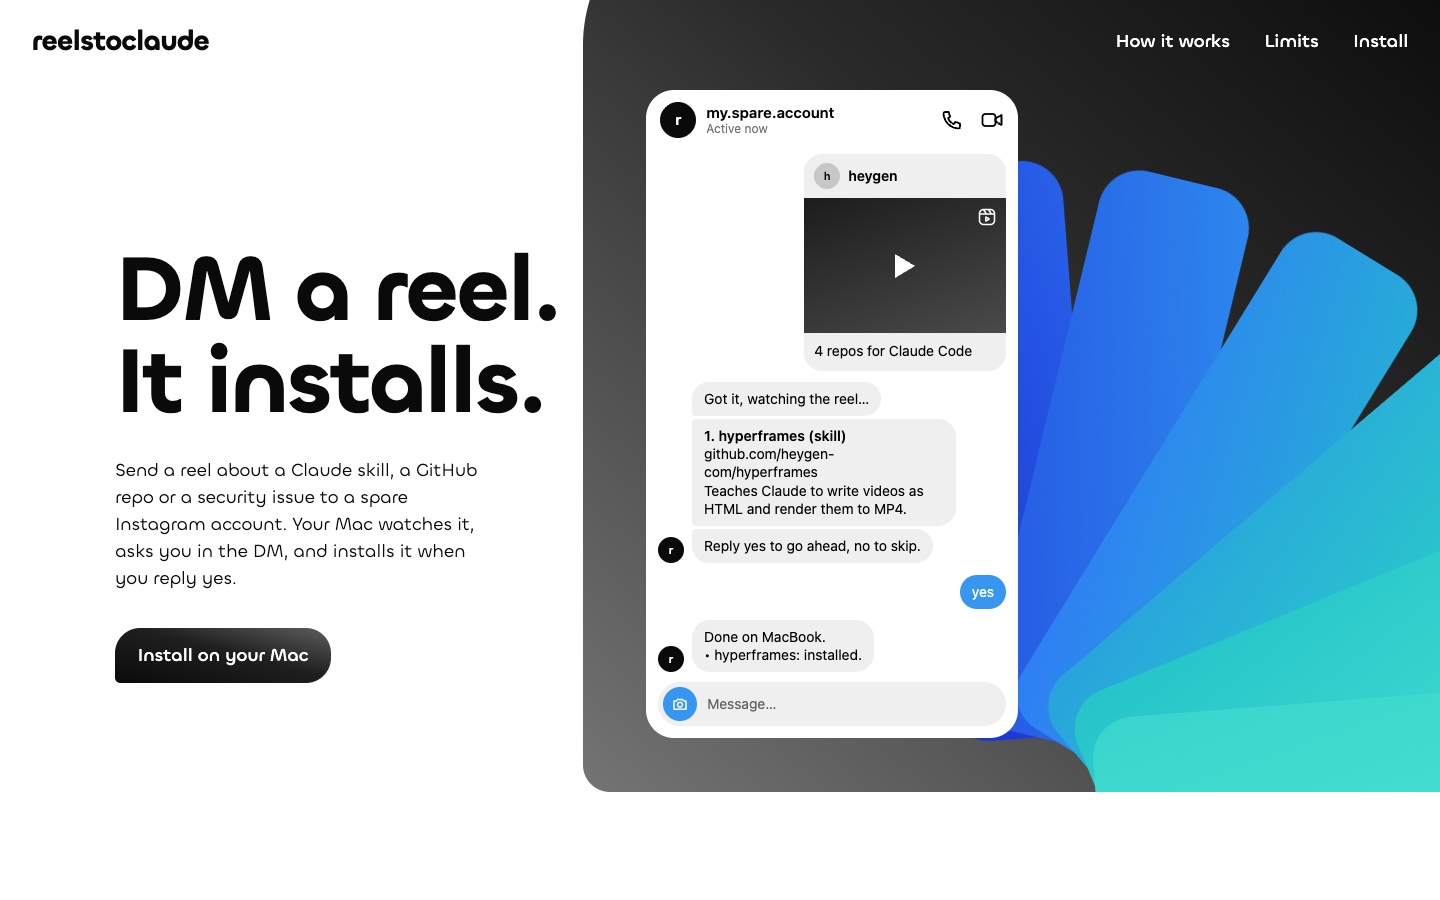 reelstoclaude
How it works
Limits
Install
DM a reel.
It installs.
Send a reel about a Claude skill, a GitHub
repo or a security issue to a spare
Instagram account. Your Mac watches it,
asks you in the DM, and installs it when
you reply yes.
Install on your Mac
r
my.spare.account
Active now
h
heygen
4 repos for Claude Code
Got it, watching the reel...
1. hyperframes (skill)
github.com/heygen-
com/hyperframes
Teaches Claude to write videos as
HTML and render them to MP4.
r
Reply yes to go ahead, no to skip.
yes
r
Done on MacBook.
• hyperframes: installed.
Message...